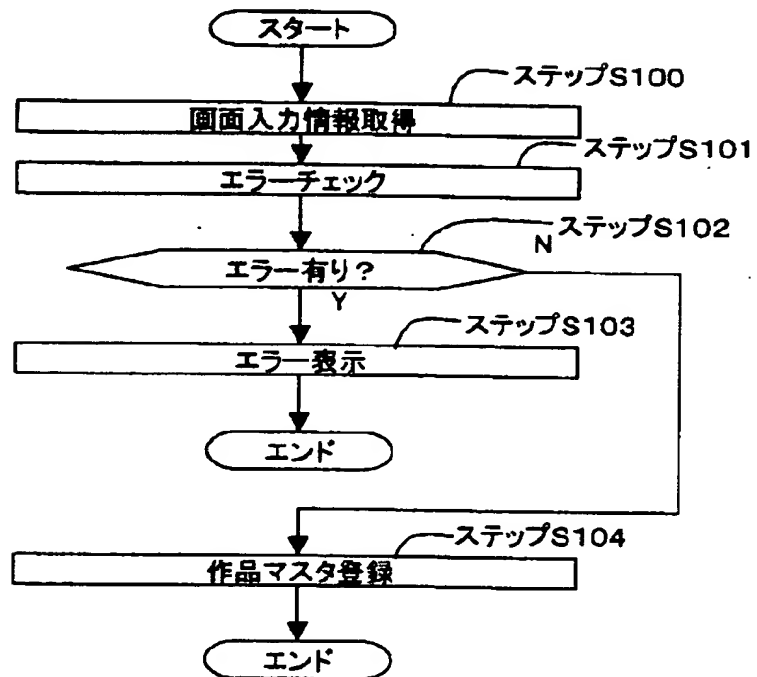 スタート
ステップS100
画面入力情報取得
ステップS101
エラーチェック
ステップS102
N
エラー有り?
Y
ステップS103
エラー表示
エンド
ステップS104
作品マスタ登録
エンド